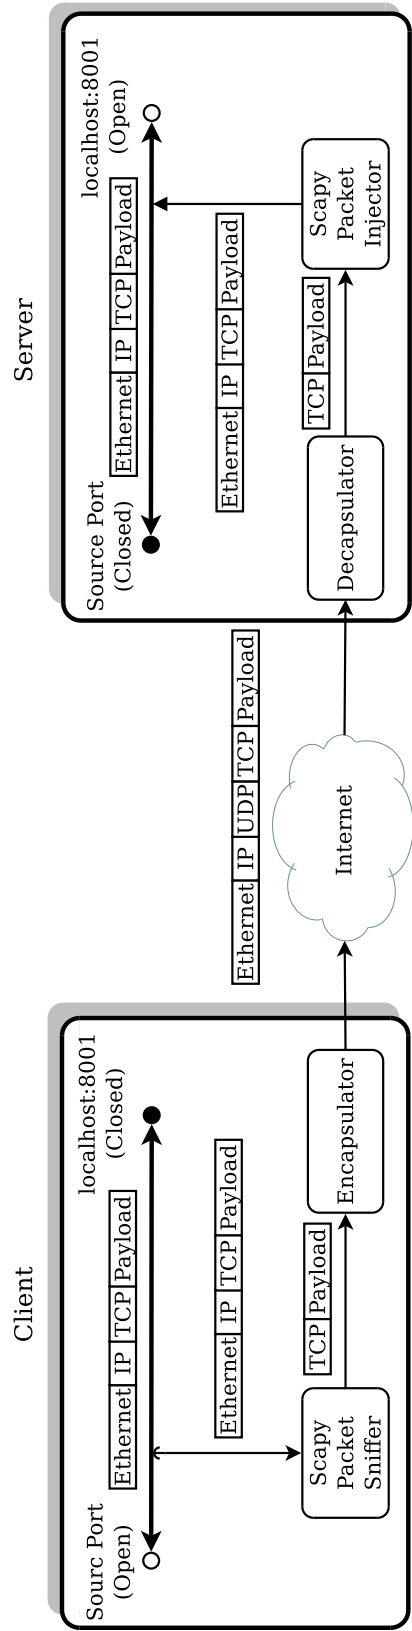 Client
Sourc Port
(Open)
localhost:8001
(Closed)
Ethernet IP TCP Payload
Ethernet IP TCP Payload
Scapy
Packet
Sniffer
TCP Payload
Encapsulator
Ethernet IP UDP TCP Payload
Internet
Server
Source Port
(Closed)
localhost:8001
(Open)
Ethernet IP TCP Payload
Ethernet IP TCP Payload
Decapsulator
TCP Payload
Scapy
Packet
Injector